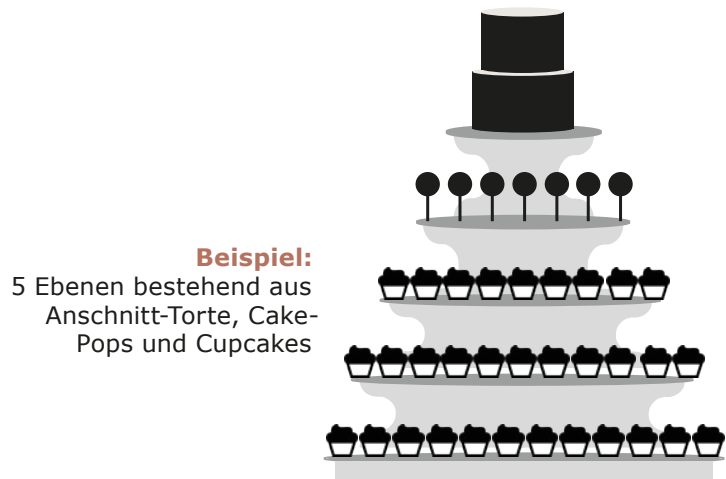 Beispiel:
5 Ebenen bestehend aus
Anschnitt-Torte, Cake-
Pops und Cupcakes